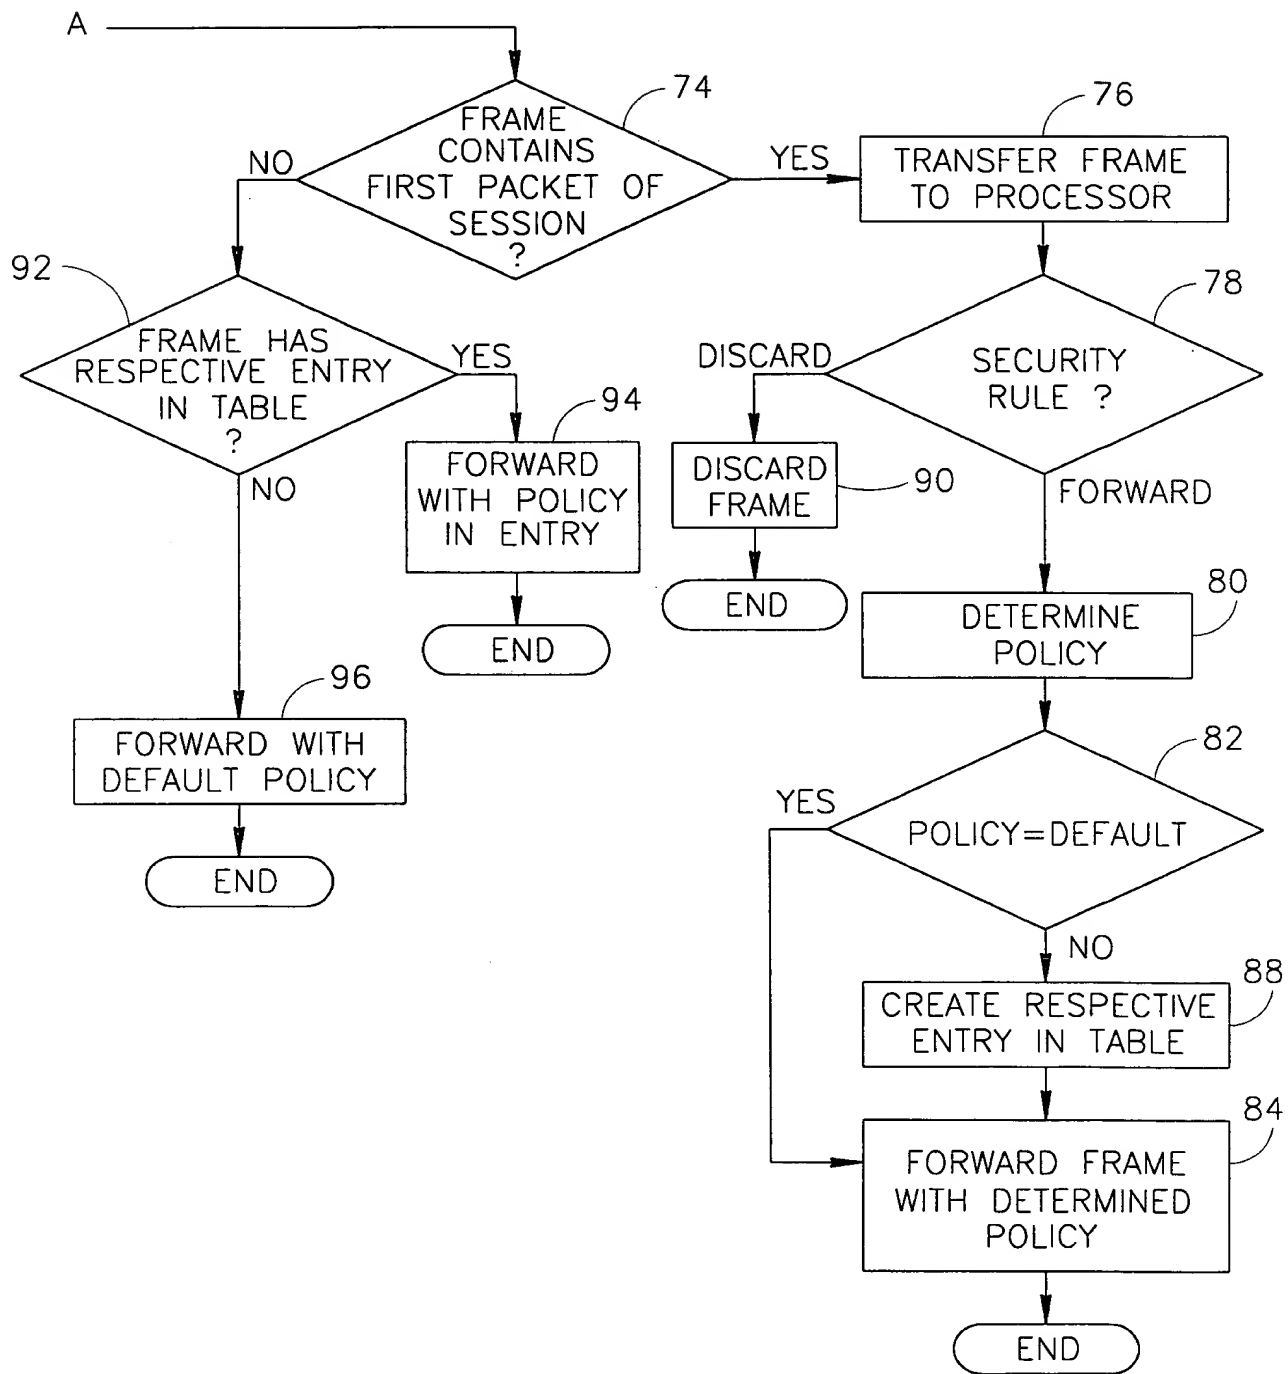 A
74
FRAME
CONTAINS
FIRST PACKET OF
SESSION
?
NO
YES
76
TRANSFER FRAME
TO PROCESSOR
92
FRAME HAS
RESPECTIVE ENTRY
IN TABLE
?
YES
NO
94
FORWARD
WITH POLICY
IN ENTRY
END
96
FORWARD WITH
DEFAULT POLICY
END
78
SECURITY
RULE ?
DISCARD
FORWARD
DISCARD
FRAME
90
END
80
DETERMINE
POLICY
82
POLICY=DEFAULT
YES
NO
88
CREATE RESPECTIVE
ENTRY IN TABLE
84
FORWARD FRAME
WITH DETERMINED
POLICY
END